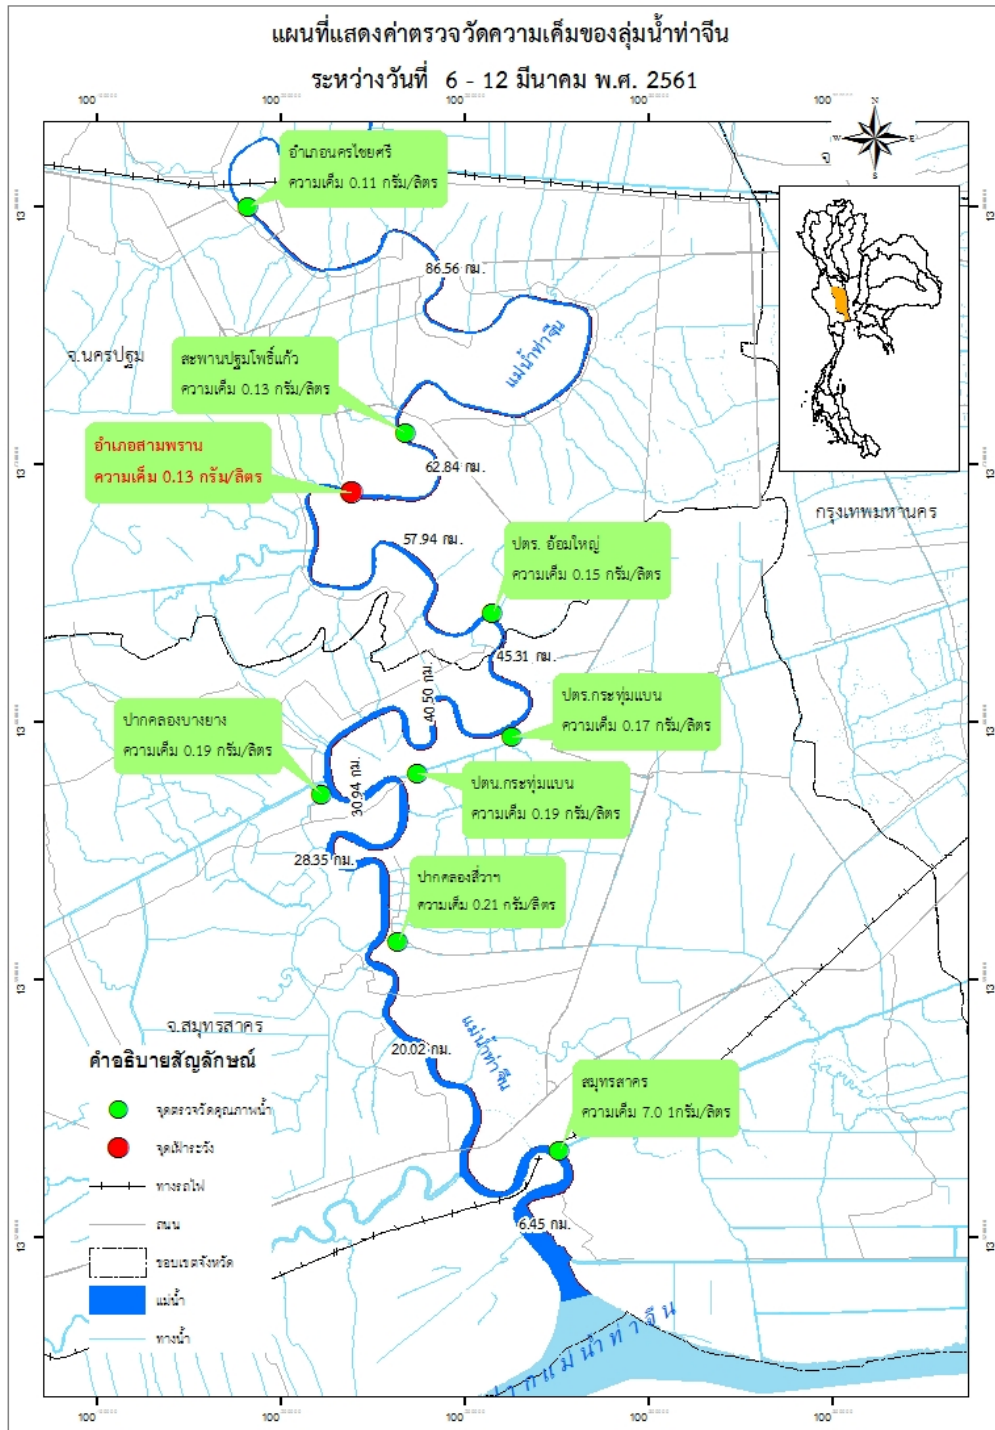 แผนที่แสดงค่าตรวจวัดความเค็มของลุ่มน้ำท่าจีน
ระหว่างวันที่ 6 - 12 มีนาคม พ.ศ. 2561
N
W
E
S
จ
อำเภอนครไชยศรี
ความเค็ม 0.11 กรัม/ลิตร
86.56 กม.
แม่น้ำท่าจีน
จ.นครปฐม
สะพานปฐมโพธิ์แก้ว
ความเค็ม 0.13 กรัม/ลิตร
อำเภอสามพราน
ความเค็ม 0.13 กรัม/ลิตร
62.84 กม.
กรุงเทพมหานคร
57.94 กม.
ปตร. อ้อมใหญ่
ความเค็ม 0.15 กรัม/ลิตร
45.31 กม.
40.50 กม.
ปตร.กระทุ่มแบน
ความเค็ม 0.17 กรัม/ลิตร
ปากคลองบางยาง
ความเค็ม 0.19 กรัม/ลิตร
30.94 กม.
ปตน.กระทุ่มแบน
ความเค็ม 0.19 กรัม/ลิตร
28.35 กม.
ปากคลองสี่วาฯ
ความเค็ม 0.21 กรัม/ลิตร
จ.สมุทรสาคร
แม่น้ำท่าจีน
20.02 กม.
สมุทรสาคร
ความเค็ม 7.0 1กรัม/ลิตร
6.45 กม.
ปากแม่น้ำท่าจีน
คำอธิบายสัญลักษณ์
จุดตรวจวัดคุณภาพน้ำ
จุดเฝ้าระวัง
ทางรถไฟ
ถนน
ขอบเขตจังหวัด
แม่น้ำ
ทางน้ำ